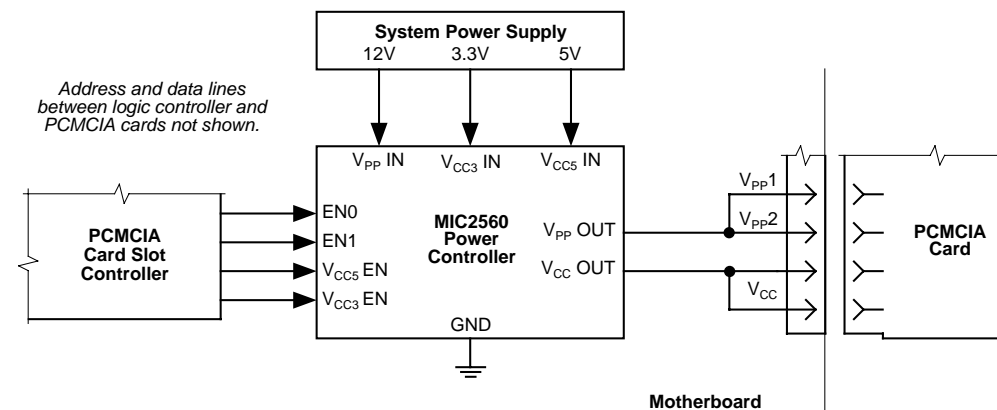 System Power Supply
12V 3.3V 5V
Address and data lines
between logic controller and
PCMCIA cards not shown.
VPP IN VCC3 IN VCC5 IN
PCMCIA
Card Slot
Controller
EN0
EN1
VCC5 EN
VCC3 EN
MIC2560
Power
Controller
VPP OUT
VCC OUT
GND
VPP1
VPP2
VCC
PCMCIA
Card
Motherboard